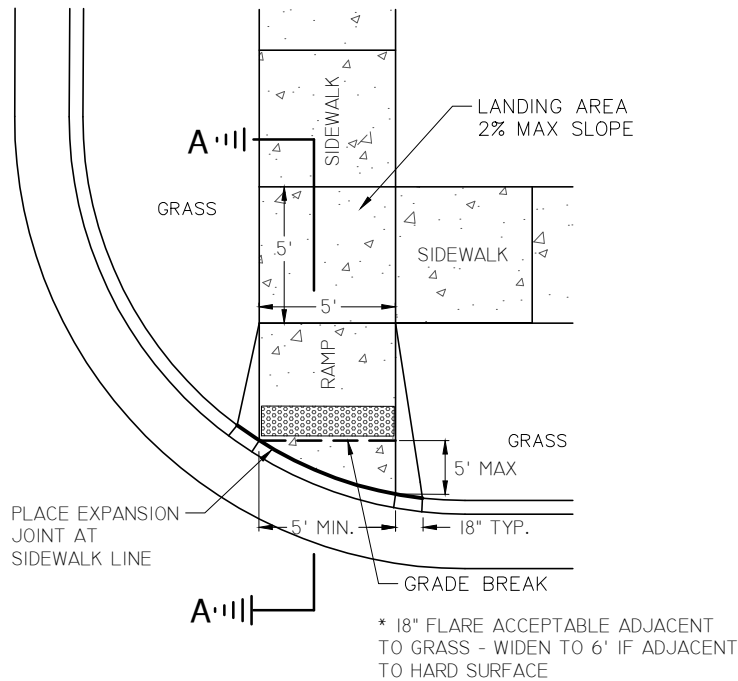 SIDEWALK
LANDING AREA
2% MAX SLOPE
A
GRASS
5'
SIDEWALK
5'
RAMP
GRASS
5' MAX
PLACE EXPANSION
JOINT AT
SIDEWALK LINE
5' MIN.
18" TYP.
GRADE BREAK
A
* 18" FLARE ACCEPTABLE ADJACENT
TO GRASS - WIDEN TO 6' IF ADJACENT
TO HARD SURFACE